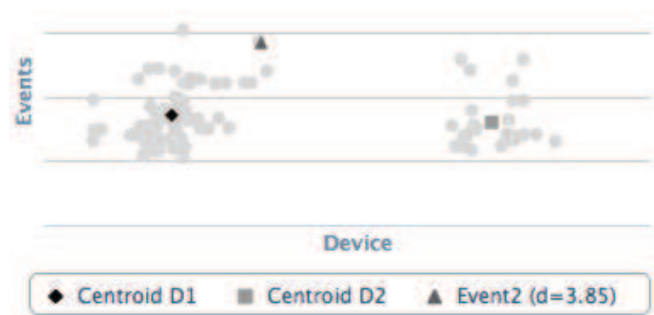 Events
Device
Centroid D1
Centroid D2
Event2 (d=3.85)